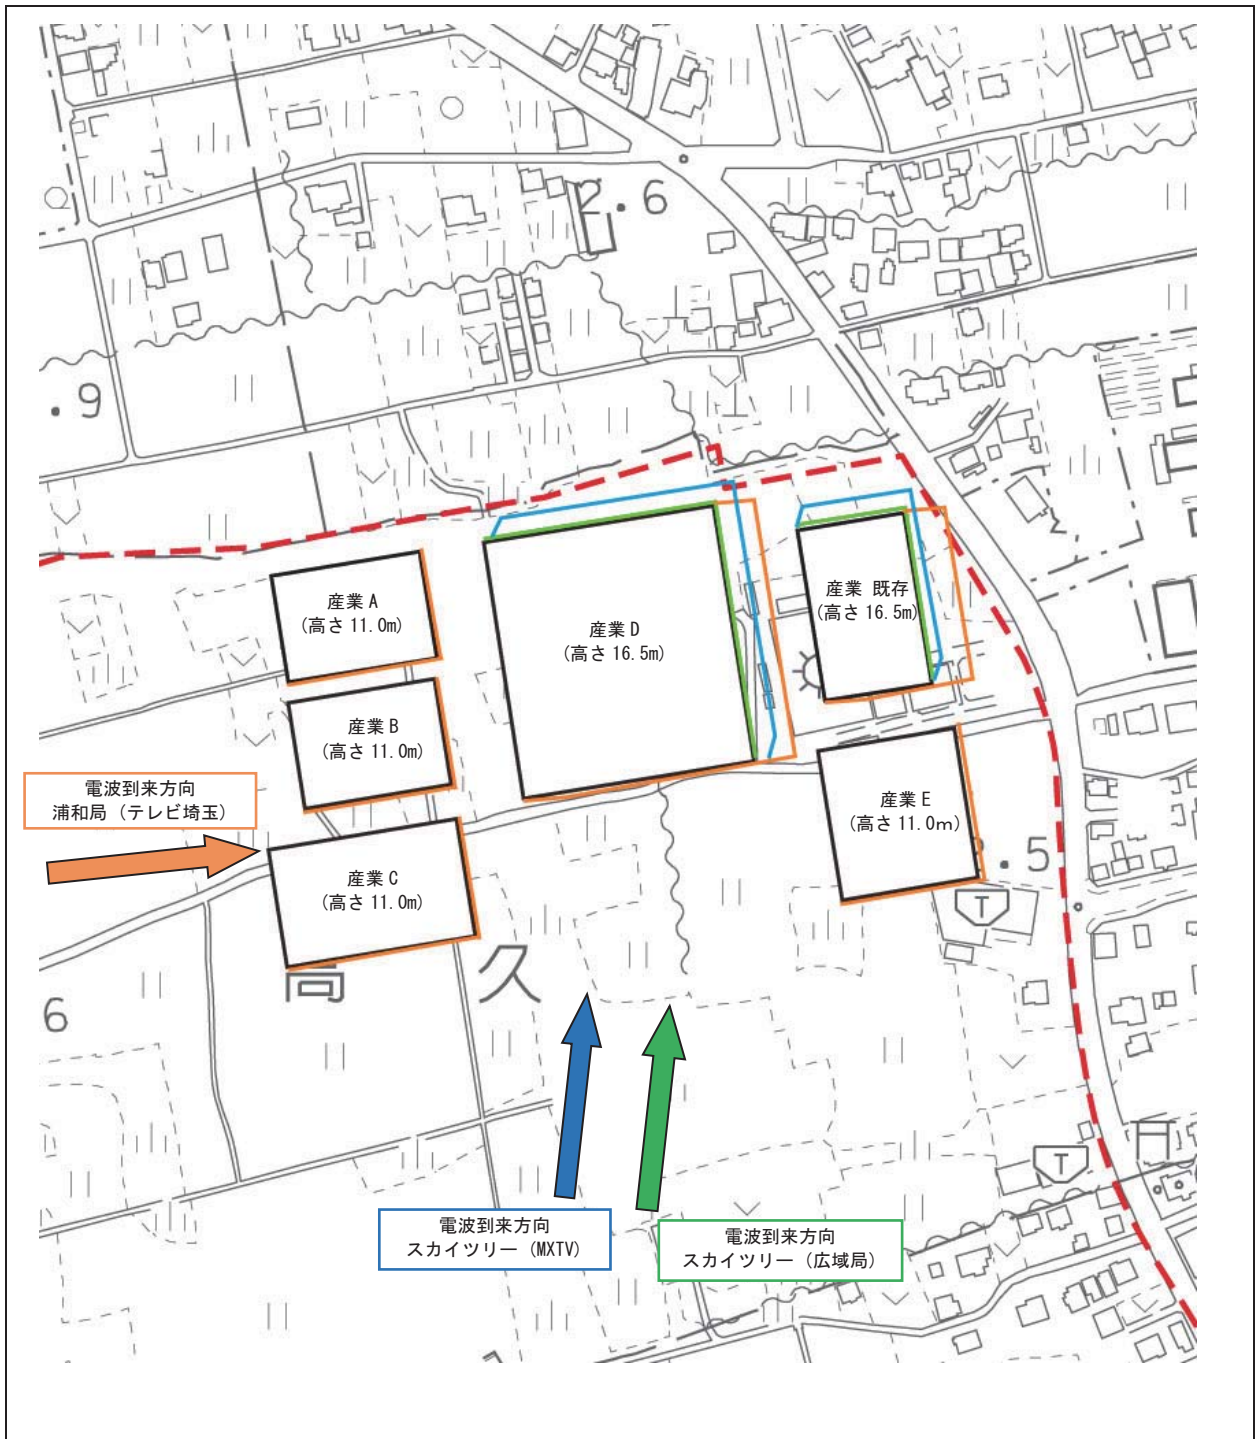 2.6
.9
産業 A
(高さ 11.0m)
産業 D
(高さ 16.5m)
産業 既存
(高さ 16.5m)
産業 B
(高さ 11.0m)
電波到来方向
浦和局（テレビ埼玉）
産業 E
(高さ 11.0m)
.5
産業 C
(高さ 11.0m)
T
高 久
6
T
電波到来方向
スカイツリー（MXTV）
電波到来方向
スカイツリー（広域局）